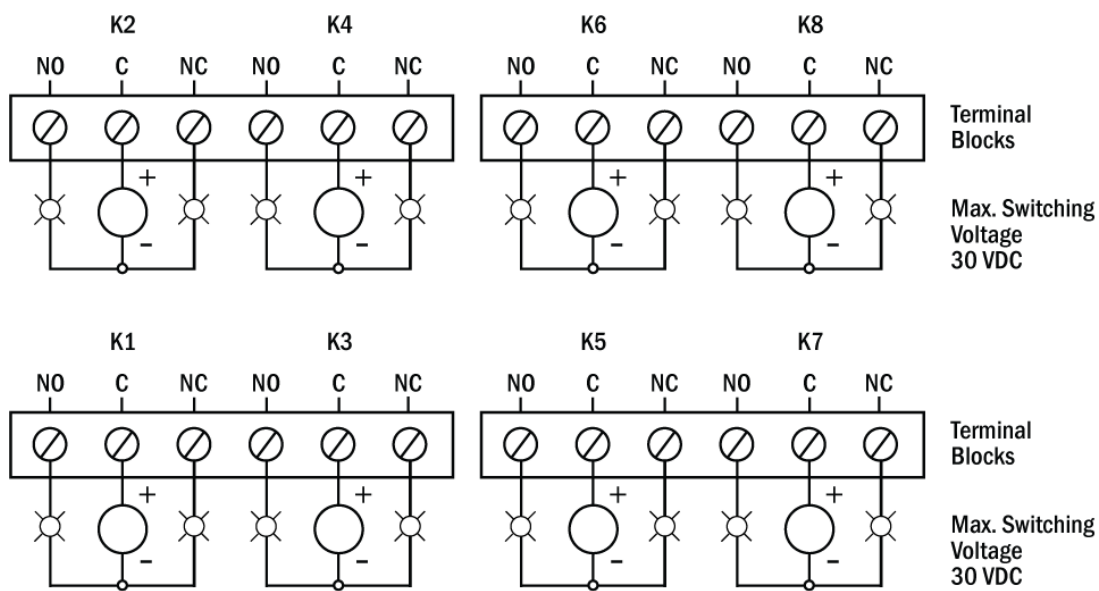 K2 K4 K6 K8
NO C NC NO C NC NO C NC NO C NC
Terminal
Blocks
+ + + +
Max. Switching
Voltage
30 VDC
− − − −
K1 K3 K5 K7
NO C NC NO C NC NO C NC NO C NC
Terminal
Blocks
+ + + +
Max. Switching
Voltage
30 VDC
− − − −